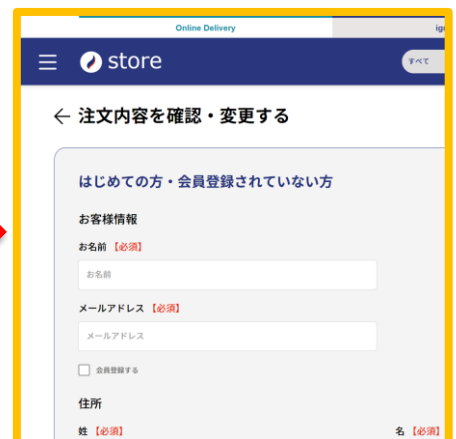 Online Delivery
store
すべて
← 注文内容を確認・変更する
はじめての方・会員登録されていない方
お客様情報
お名前 【必須】
お名前
メールアドレス 【必須】
メールアドレス
会員登録する
住所
姓 【必須】
名 【必須】